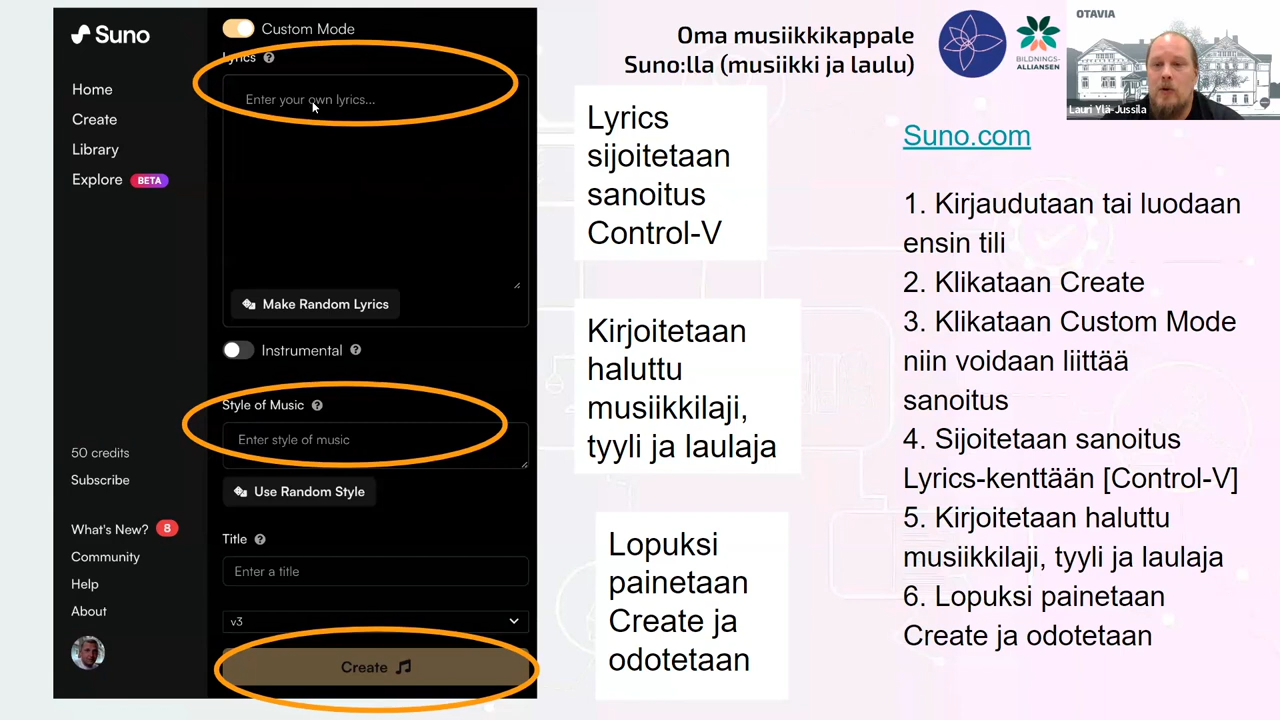 Suno
Home
Create
Library
Explore BETA
50 credits
Subscribe
What's New? 8
Community
Help
About
Custom Mode
Lyrics
Enter your own lyrics...
Make Random Lyrics
Instrumental
Style of Music
Enter style of music
Use Random Style
Title
Enter a title
v3
Create
Oma musiikkikappale
Suno:lla (musiikki ja laulu)
BILDNINGS-
ALLIANSEN
OTAVIA
Lauri Ylä-Jussila
Lyrics
sijoitetaan
sanoitus
Control-V
Kirjoitetaan
haluttu
musiikkilaji,
tyyli ja laulaja
Lopuksi
painetaan
Create ja
odotetaan
Suno.com
1. Kirjaudutaan tai luodaan
ensin tili
2. Klikataan Create
3. Klikataan Custom Mode
niin voidaan liittää
sanoitus
4. Sijoitetaan sanoitus
Lyrics-kenttään [Control-V]
5. Kirjoitetaan haluttu
musiikkilaji, tyyli ja laulaja
6. Lopuksi painetaan
Create ja odotetaan